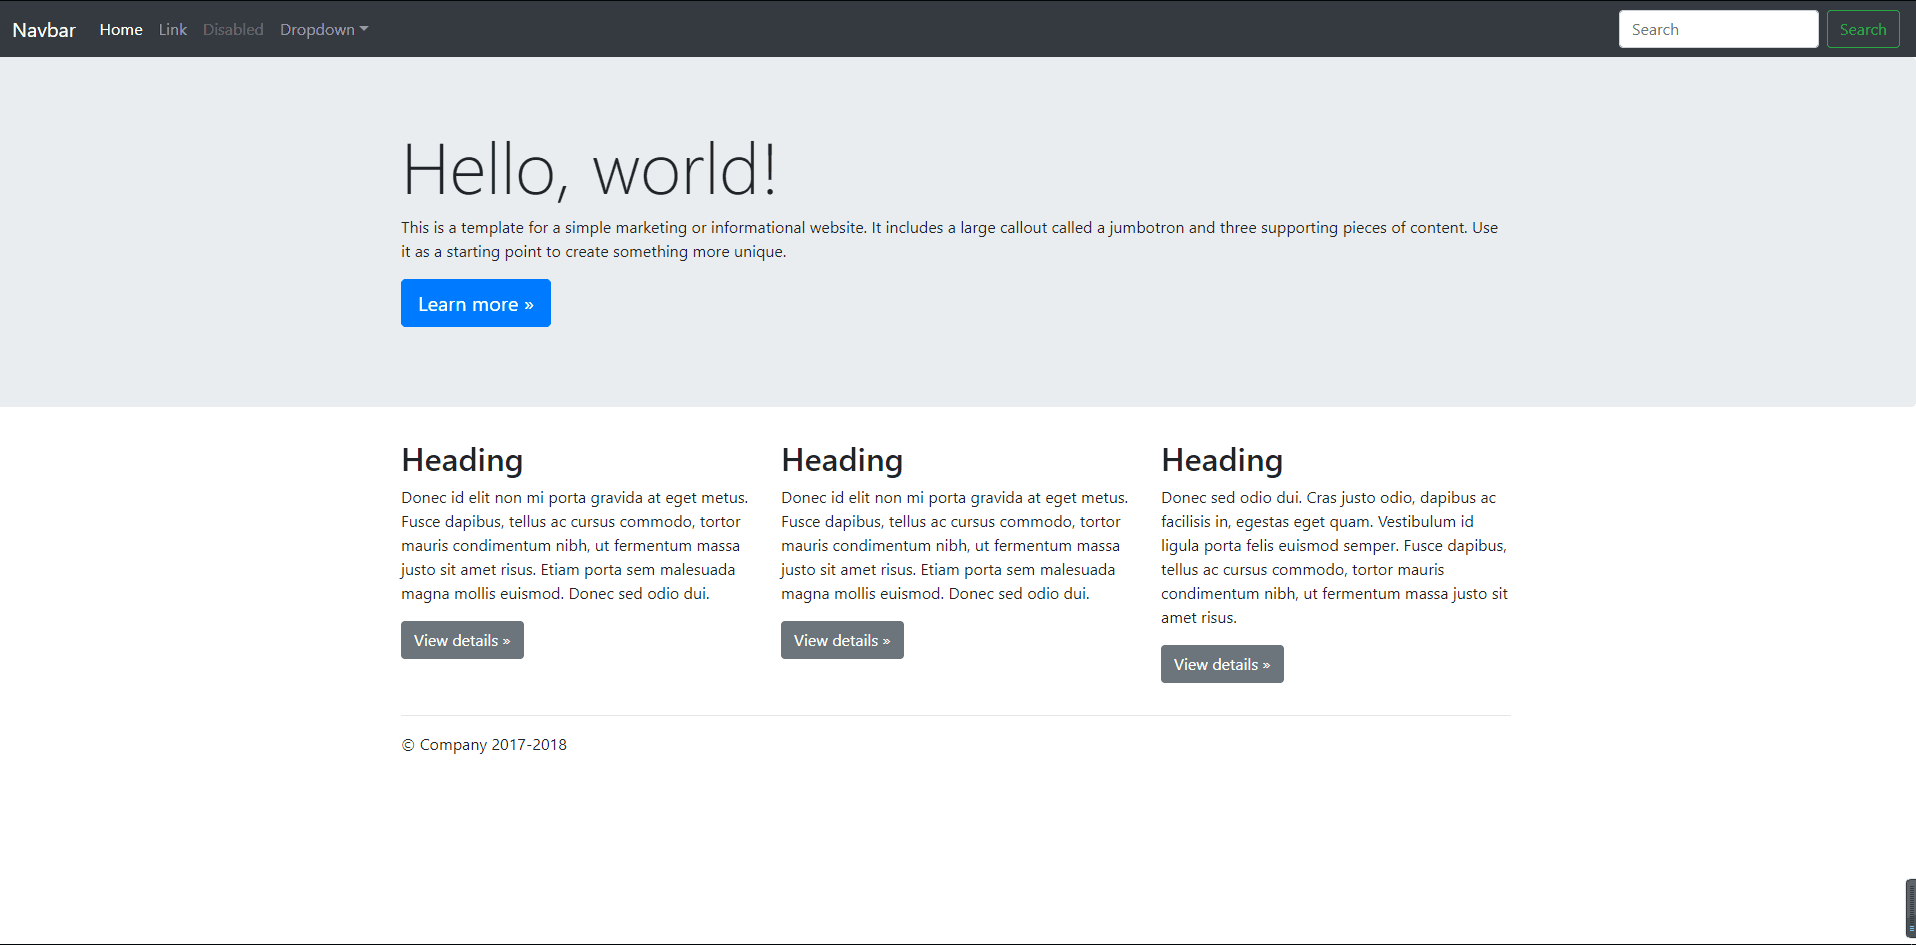 Navbar Home Link Disabled Dropdown Search Search
Hello, world!
This is a template for a simple marketing or informational website. It includes a large callout called a jumbotron and three supporting pieces of content. Use
it as a starting point to create something more unique.
Learn more »
Heading
Donec id elit non mi porta gravida at eget metus.
Fusce dapibus, tellus ac cursus commodo, tortor
mauris condimentum nibh, ut fermentum massa
justo sit amet risus. Etiam porta sem malesuada
magna mollis euismod. Donec sed odio dui.
View details »
Heading
Donec id elit non mi porta gravida at eget metus.
Fusce dapibus, tellus ac cursus commodo, tortor
mauris condimentum nibh, ut fermentum massa
justo sit amet risus. Etiam porta sem malesuada
magna mollis euismod. Donec sed odio dui.
View details »
Heading
Donec sed odio dui. Cras justo odio, dapibus ac
facilisis in, egestas eget quam. Vestibulum id
ligula porta felis euismod semper. Fusce dapibus,
tellus ac cursus commodo, tortor mauris
condimentum nibh, ut fermentum massa justo sit
amet risus.
View details »
© Company 2017-2018